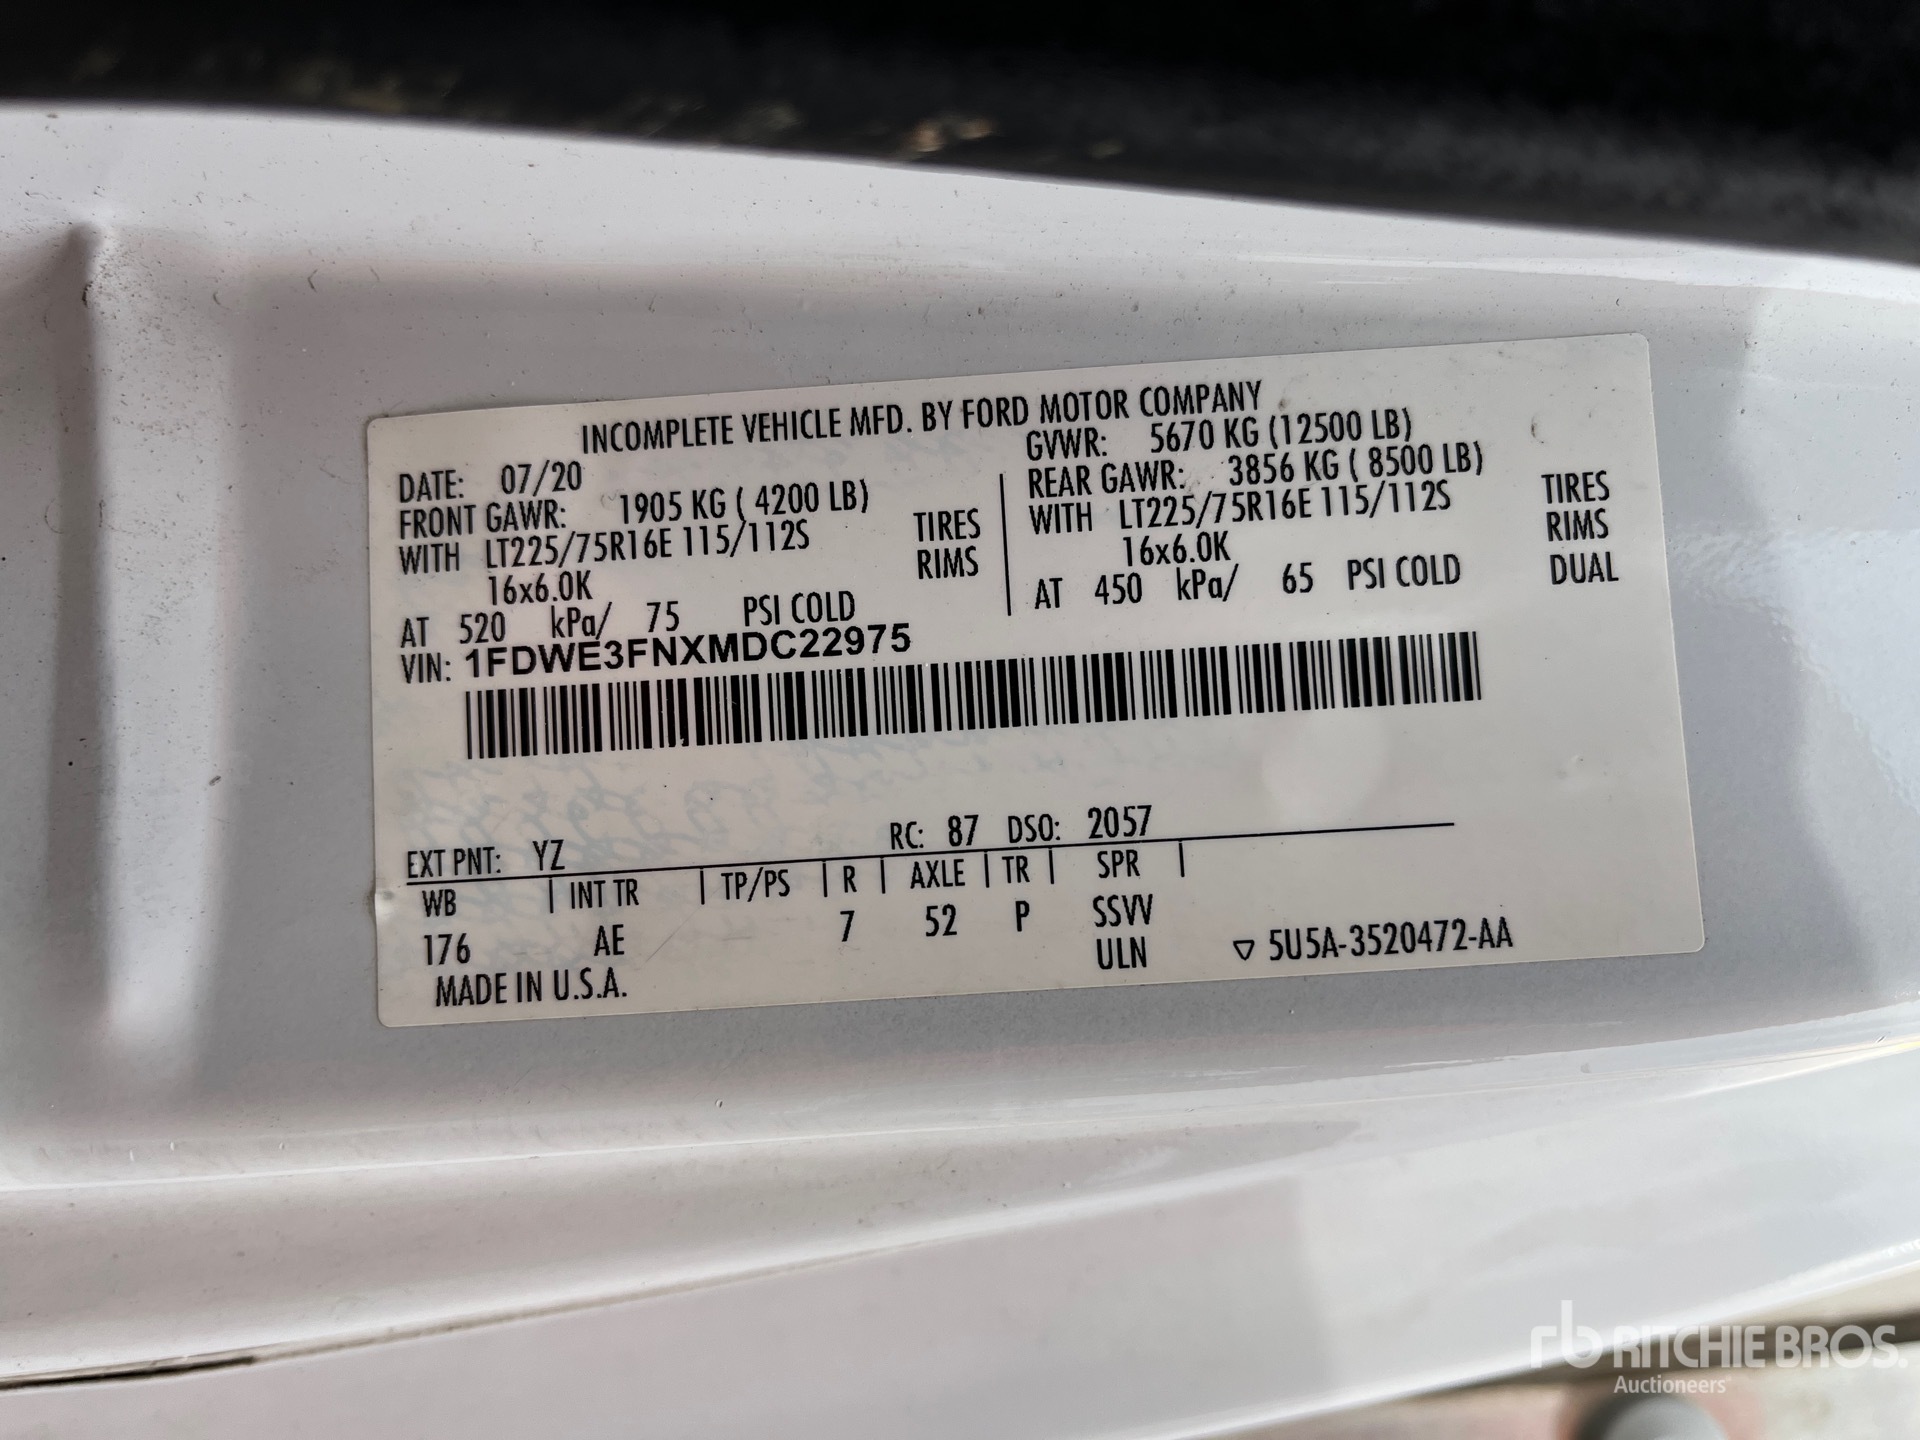 INCOMPLETE VEHICLE MFD. BY FORD MOTOR COMPANY
DATE: 07/20
GVWR: 5670 KG (12500 LB)
FRONT GAWR: 1905 KG ( 4200 LB)
WITH LT225/75R16E 115/112S TIRES
16x6.0K RIMS
AT 520 kPa/ 75 PSI COLD
REAR GAWR: 3856 KG ( 8500 LB)
WITH LT225/75R16E 115/112S TIRES
16x6.0K RIMS
AT 450 kPa/ 65 PSI COLD DUAL
VIN: 1FDWE3FNXMDC22975
EXT PNT: YZ RC: 87 DSO: 2057
WB | INT TR | TP/PS | R | AXLE | TR | SPR |
176 AE 7 52 P SSVV
ULN ▽ 5U5A-3520472-AA
MADE IN U.S.A.
rb RITCHIE BROS.
Auctioneers